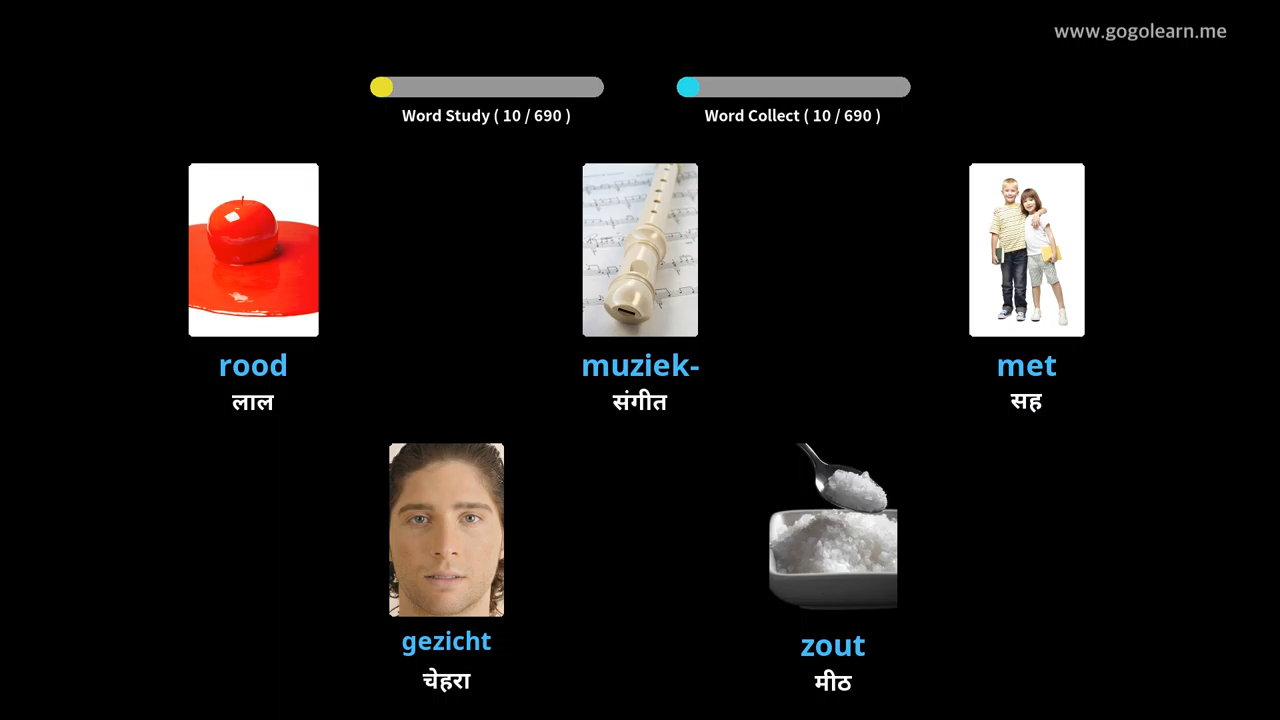 www.gogolearn.me
Word Study ( 10 / 690 )
Word Collect ( 10 / 690 )
rood
लाल
muziek-
संगीत
met
सह
gezicht
चेहरा
zout
मीठ